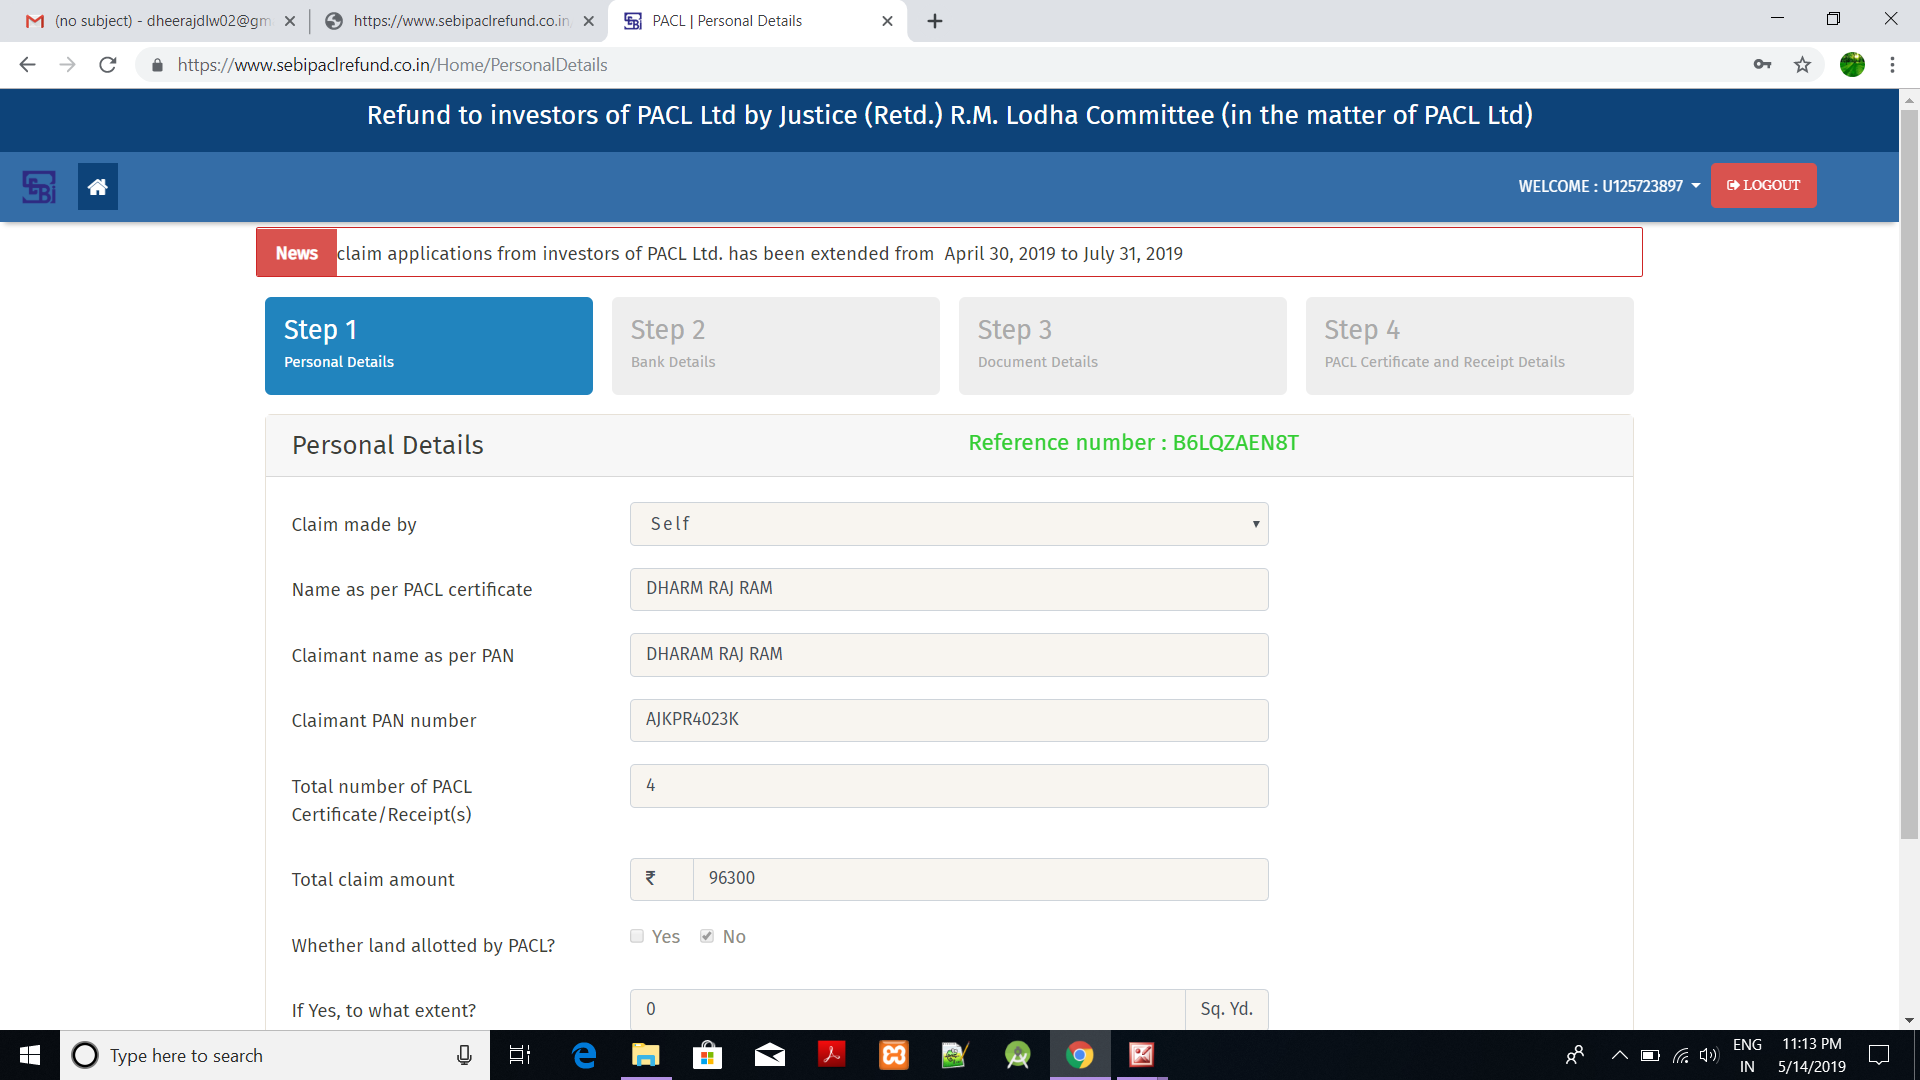 (no subject) - dheerajdlw02@gm
https://www.sebipaclrefund.co.in
PACL | Personal Details
https://www.sebipaclrefund.co.in/Home/PersonalDetails
Refund to investors of PACL Ltd by Justice (Retd.) R.M. Lodha Committee (in the matter of PACL Ltd)
SEBI
WELCOME : U125723897
LOGOUT
News claim applications from investors of PACL Ltd. has been extended from April 30, 2019 to July 31, 2019
Step 1
Personal Details
Step 2
Bank Details
Step 3
Document Details
Step 4
PACL Certificate and Receipt Details
Personal Details
Reference number : B6LQZAEN8T
Claim made by
Self
Name as per PACL certificate
DHARM RAJ RAM
Claimant name as per PAN
DHARAM RAJ RAM
Claimant PAN number
AJKPR4023K
Total number of PACL
Certificate/Receipt(s)
4
Total claim amount
₹ 96300
Whether land allotted by PACL?
Yes No
If Yes, to what extent?
0 Sq. Yd.
Type here to search
ENG
IN
11:13 PM
5/14/2019